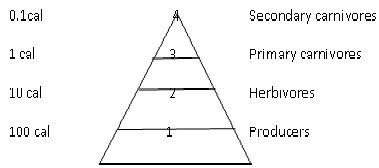 0.1cal 4 Secondary carnivores
1 cal 3 Primary carnivores
10 cal 2 Herbivores
100 cal 1 Producers